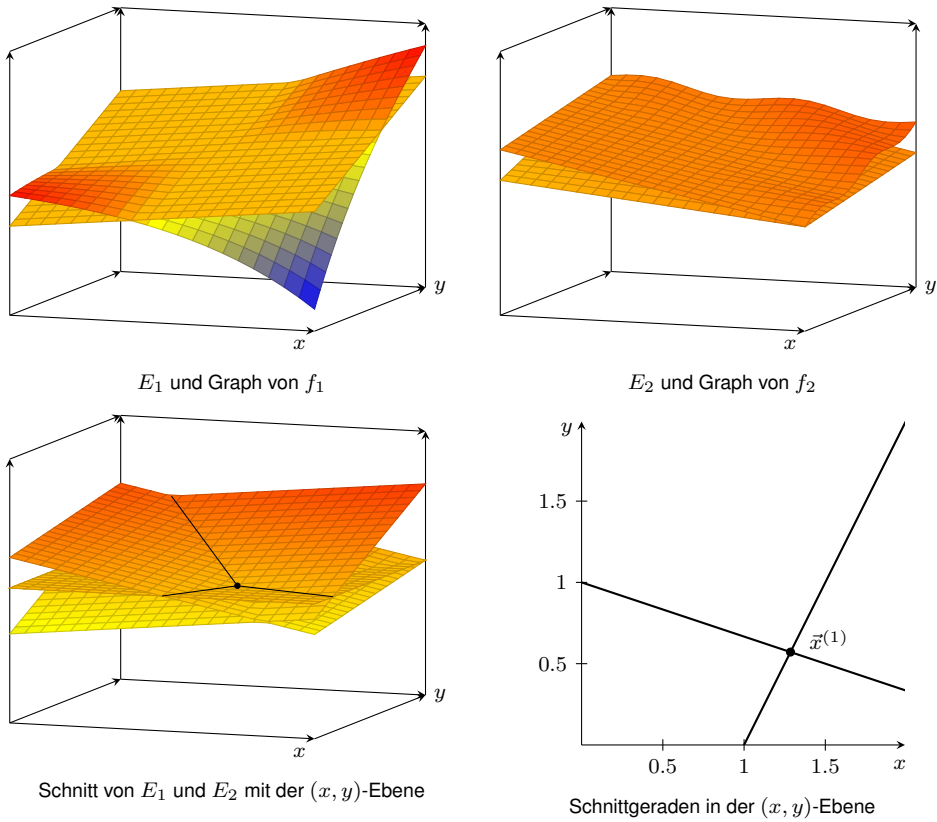 y
x
E₁ und Graph von f₁
y
x
E₂ und Graph von f₂
y
x
Schnitt von E₁ und E₂ mit der (x, y)-Ebene
y
1.5
1
0.5
x⃗⁽¹⁾
0.5 1 1.5 x
Schnittgeraden in der (x, y)-Ebene